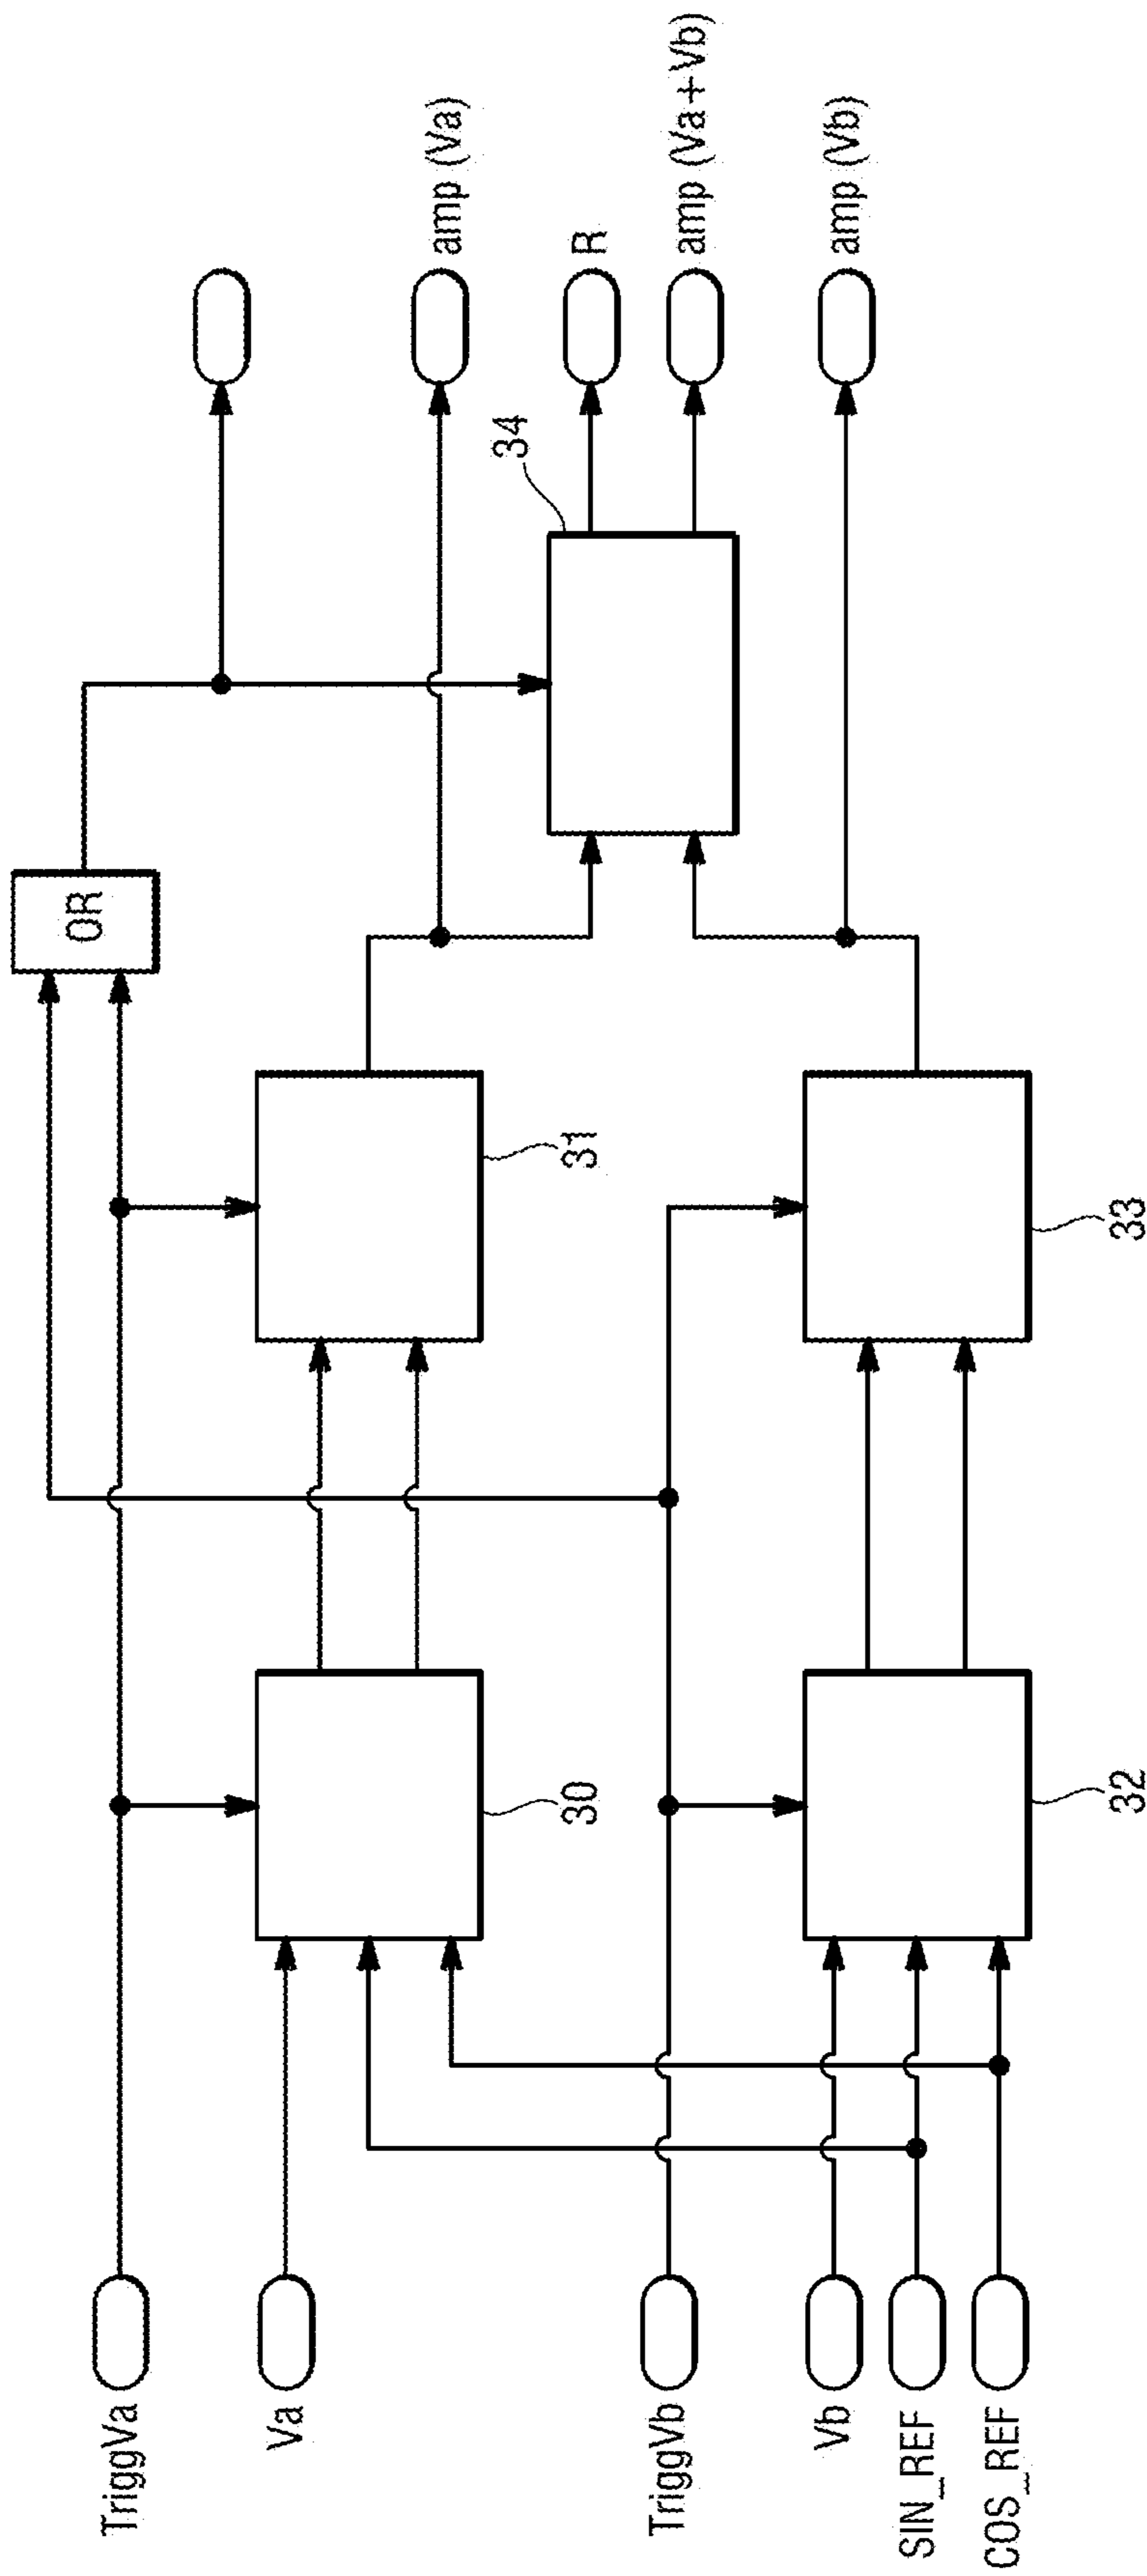 TriggVa
Va
TriggVb
Vb
SIN_REF
COS_REF
30
31
32
33
OR
34
amp (Va)
R
amp (Va+Vb)
amp (Vb)